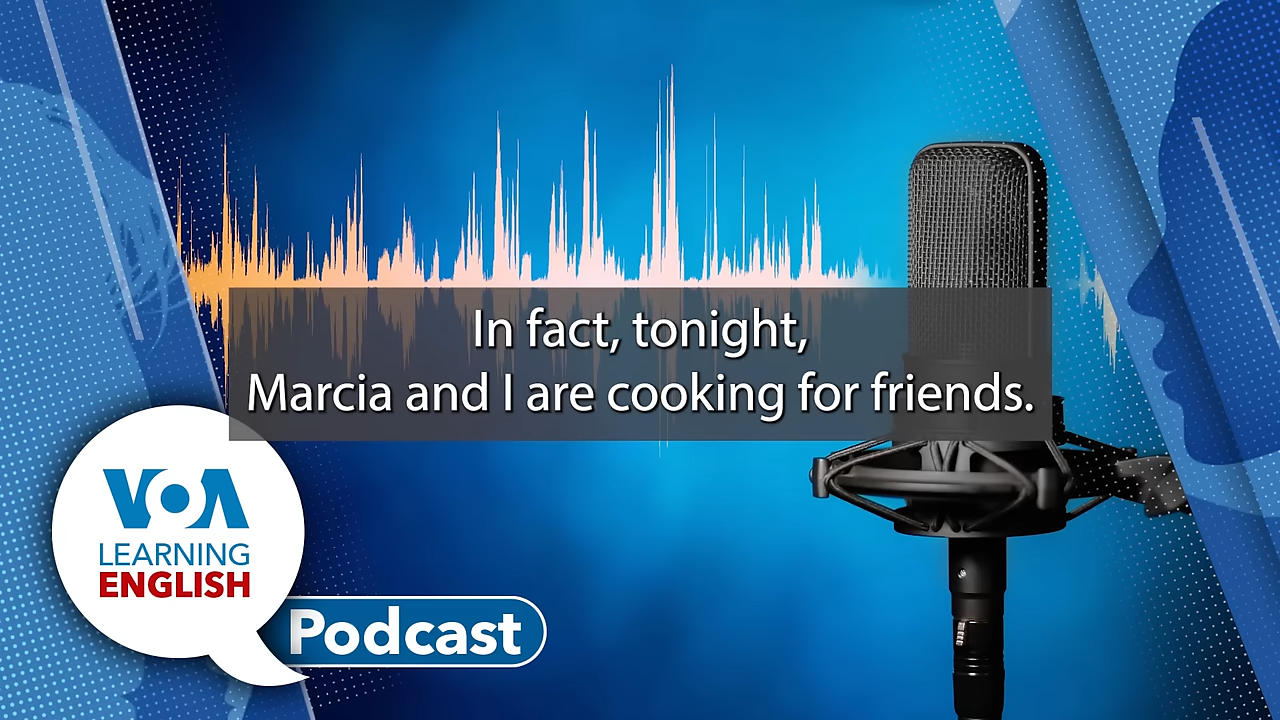 In fact, tonight,
Marcia and I are cooking for friends.
VOA
LEARNING
ENGLISH
Podcast